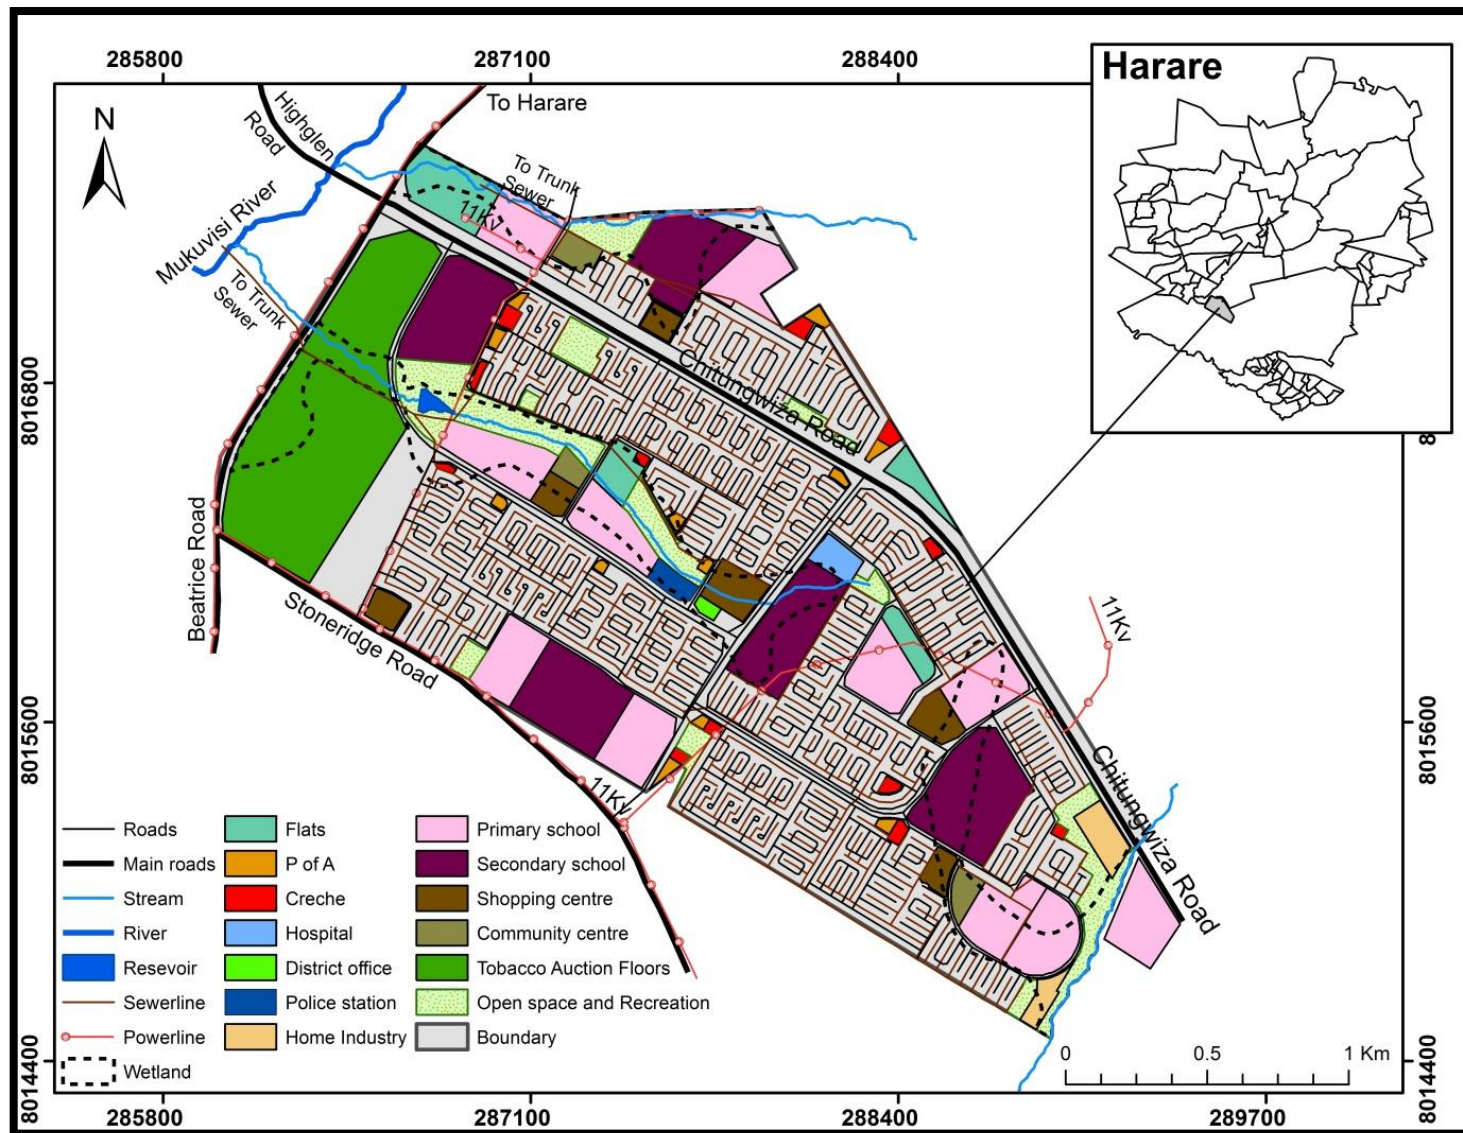 285800
287100
288400
Harare
N
Highglen
Road
To Harare
To Trunk
Sewer
11Kv
Mukuvisi River
To Trunk
Sewer
8016800
8016800
Chitungwiza Road
Beatrice Road
Stoneridge Road
11Kv
8015600
8015600
11Kv
Chitungwiza Road
Roads
Main roads
Stream
River
Resevoir
Sewerline
Powerline
Wetland
Flats
P of A
Creche
Hospital
District office
Police station
Home Industry
Primary school
Secondary school
Shopping centre
Community centre
Tobacco Auction Floors
Open space and Recreation
Boundary
0 0.5 1 Km
8014400
8014400
285800
287100
288400
289700